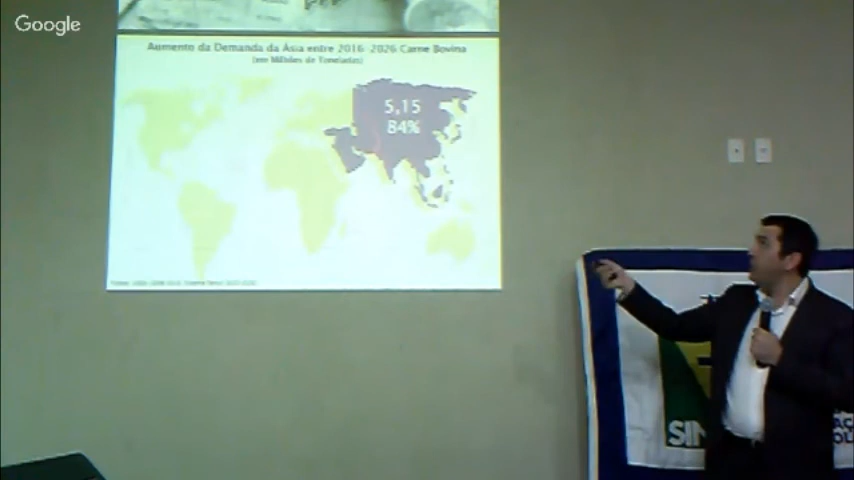 Google
Aumento da Demanda da Ásia entre 2016-2026 Carne Bovina
(em Milhões de Toneladas)
5,15
84%
SIN